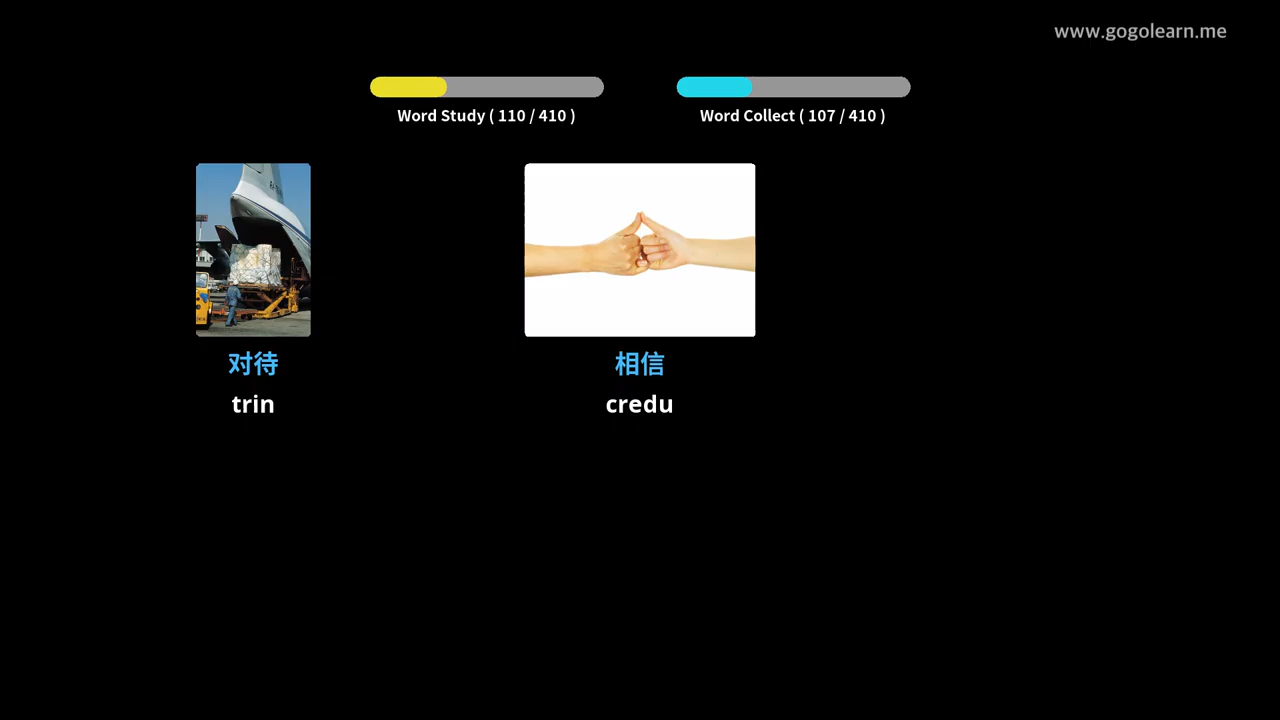 www.gogolearn.me
Word Study ( 110 / 410 )
Word Collect ( 107 / 410 )
对待
trin
相信
credu